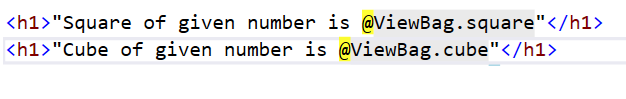 <h1>"Square of given number is @ViewBag.square"</h1>
<h1>"Cube of given number is @ViewBag.cube"</h1>